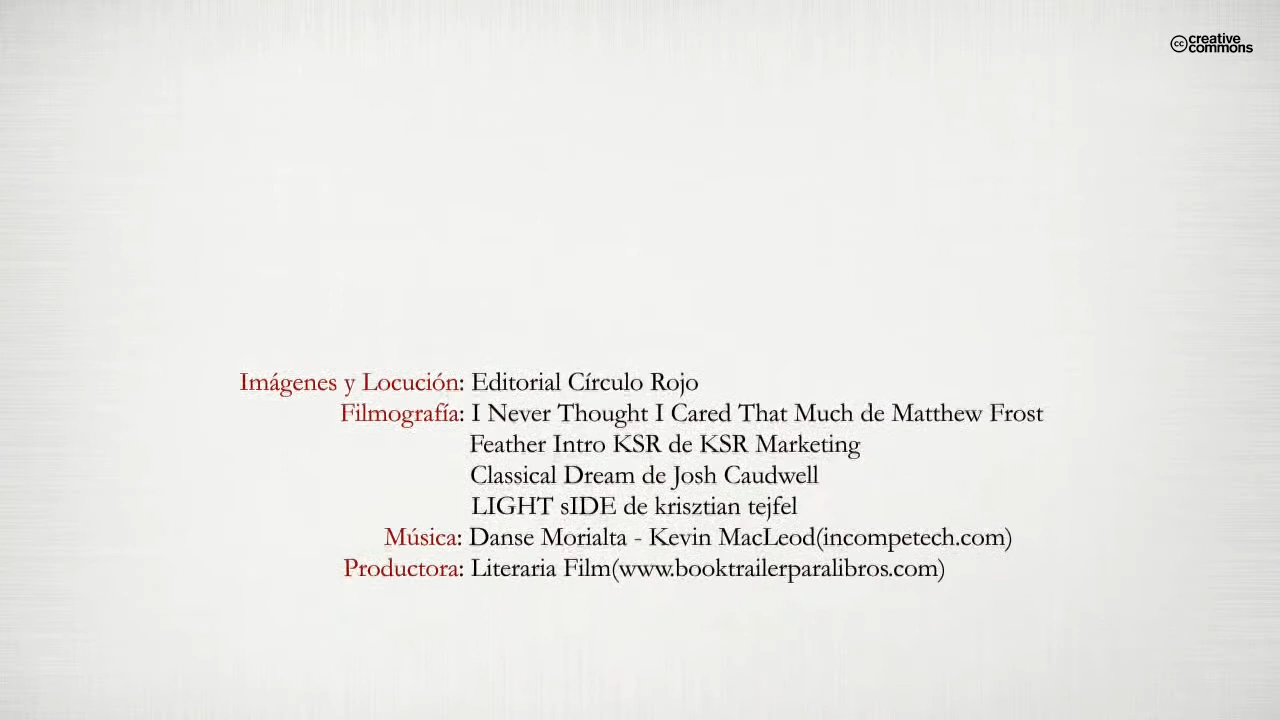 creative
commons
Imágenes y Locución: Editorial Círculo Rojo
Filmografía: I Never Thought I Cared That Much de Matthew Frost
Feather Intro KSR de KSR Marketing
Classical Dream de Josh Caudwell
LIGHT sIDE de krisztian tejfel
Música: Danse Morialta - Kevin MacLeod(incompetech.com)
Productora: Literaria Film(www.booktrailerparalibros.com)